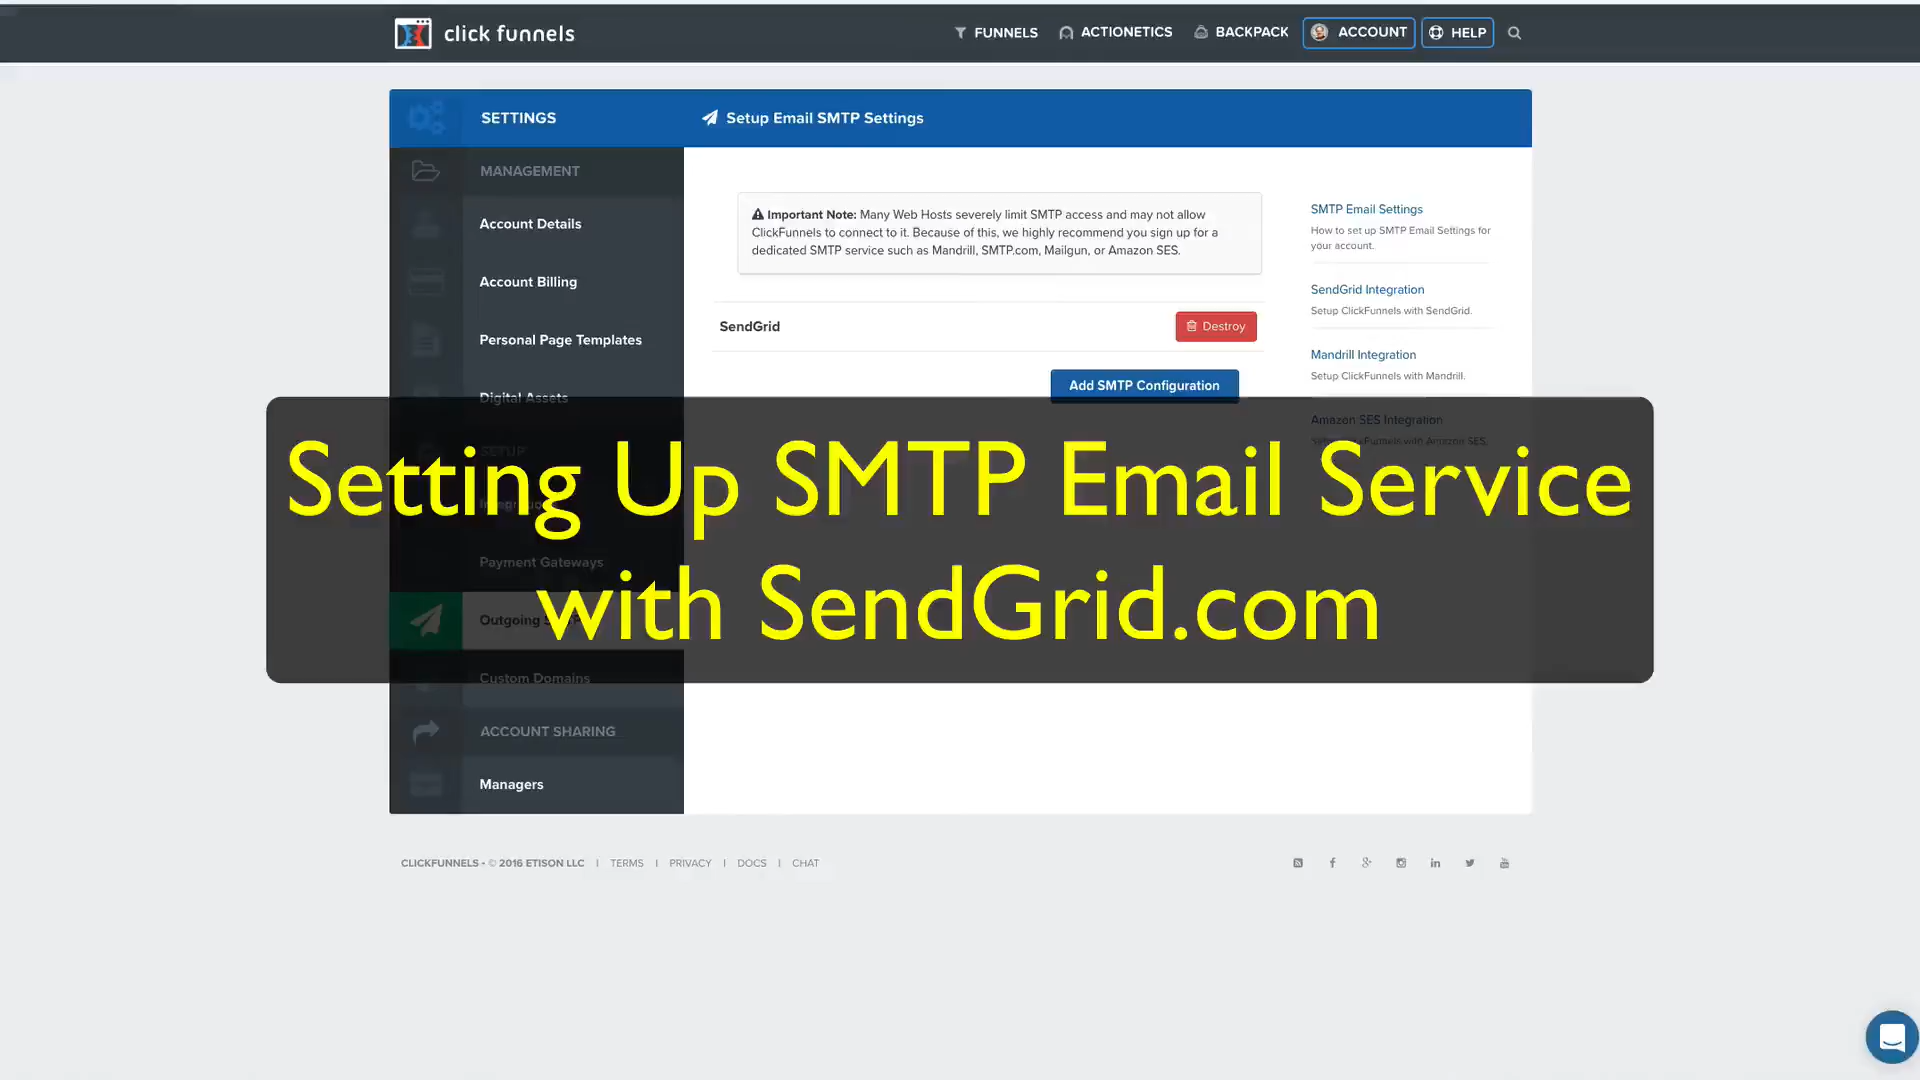 click funnels
FUNNELS
ACTIONETICS
BACKPACK
ACCOUNT
HELP
SETTINGS
Setup Email SMTP Settings
MANAGEMENT
Account Details
Account Billing
Personal Page Templates
Digital Assets
SETUP
Payment Gateways
Outgoing
Custom Domains
ACCOUNT SHARING
Managers
Important Note: Many Web Hosts severely limit SMTP access and may not allow
ClickFunnels to connect to it. Because of this, we highly recommend you sign up for a
dedicated SMTP service such as Mandrill, SMTP.com, Mailgun, or Amazon SES.
SendGrid
Destroy
Add SMTP Configuration
SMTP Email Settings
How to set up SMTP Email Settings for
your account.
SendGrid Integration
Setup ClickFunnels with SendGrid.
Mandrill Integration
Setup ClickFunnels with Mandrill.
Amazon SES Integration
with Amazon SES.
Setting Up SMTP Email Service
with SendGrid.com
CLICKFUNNELS - © 2016 ETISON LLC | TERMS | PRIVACY | DOCS | CHAT